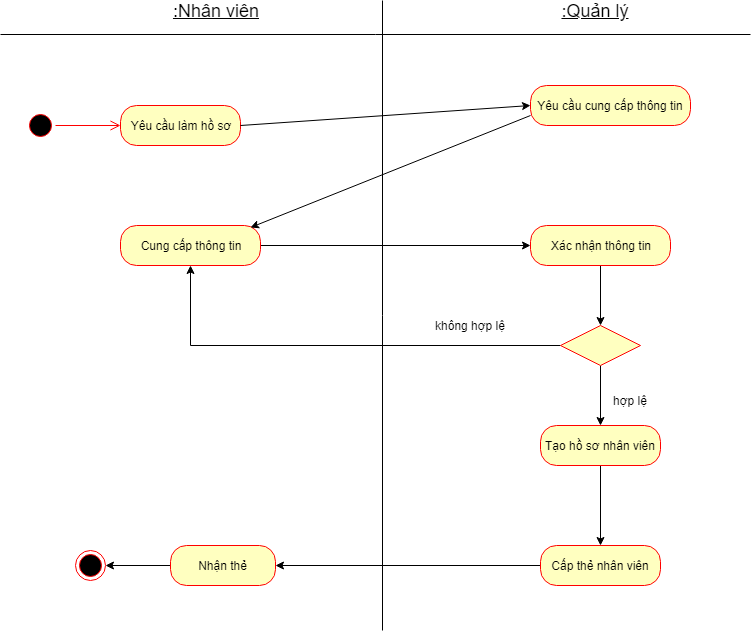 :Nhân viên
:Quản lý
Yêu cầu làm hồ sơ
Yêu cầu cung cấp thông tin
Cung cấp thông tin
Xác nhận thông tin
không hợp lệ
hợp lệ
Tạo hồ sơ nhân viên
Nhận thẻ
Cấp thẻ nhân viên